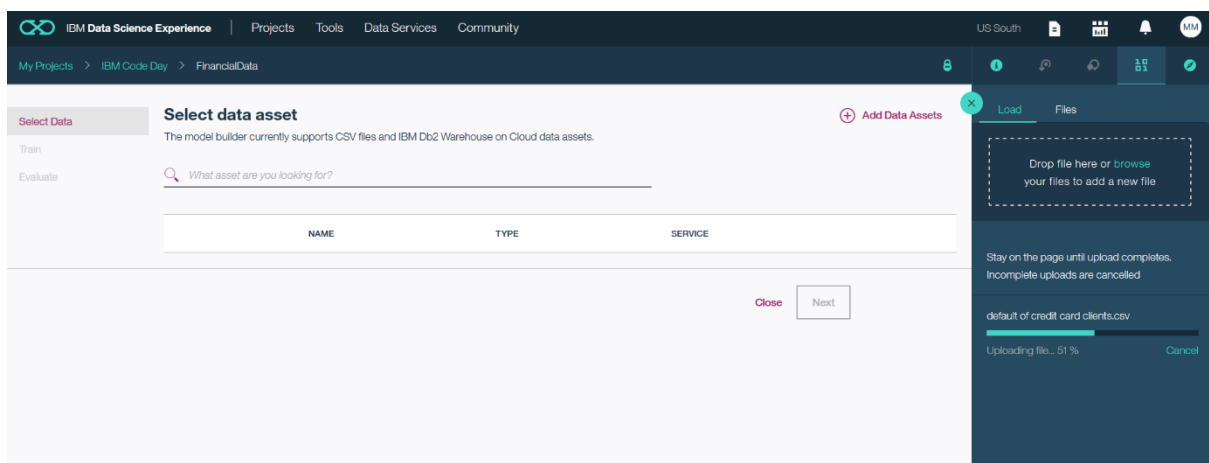 IBM Data Science Experience | Projects Tools Data Services Community US South MM
My Projects > IBM Code Day > FinancialData
Select Data
Train
Evaluate
Select data asset
The model builder currently supports CSV files and IBM Db2 Warehouse on Cloud data assets.
Add Data Assets
What asset are you looking for?
NAME TYPE SERVICE
Close Next
Load Files
Drop file here or browse
your files to add a new file
Stay on the page until upload completes.
Incomplete uploads are cancelled
default of credit card clients.csv
Uploading file... 51 % Cancel